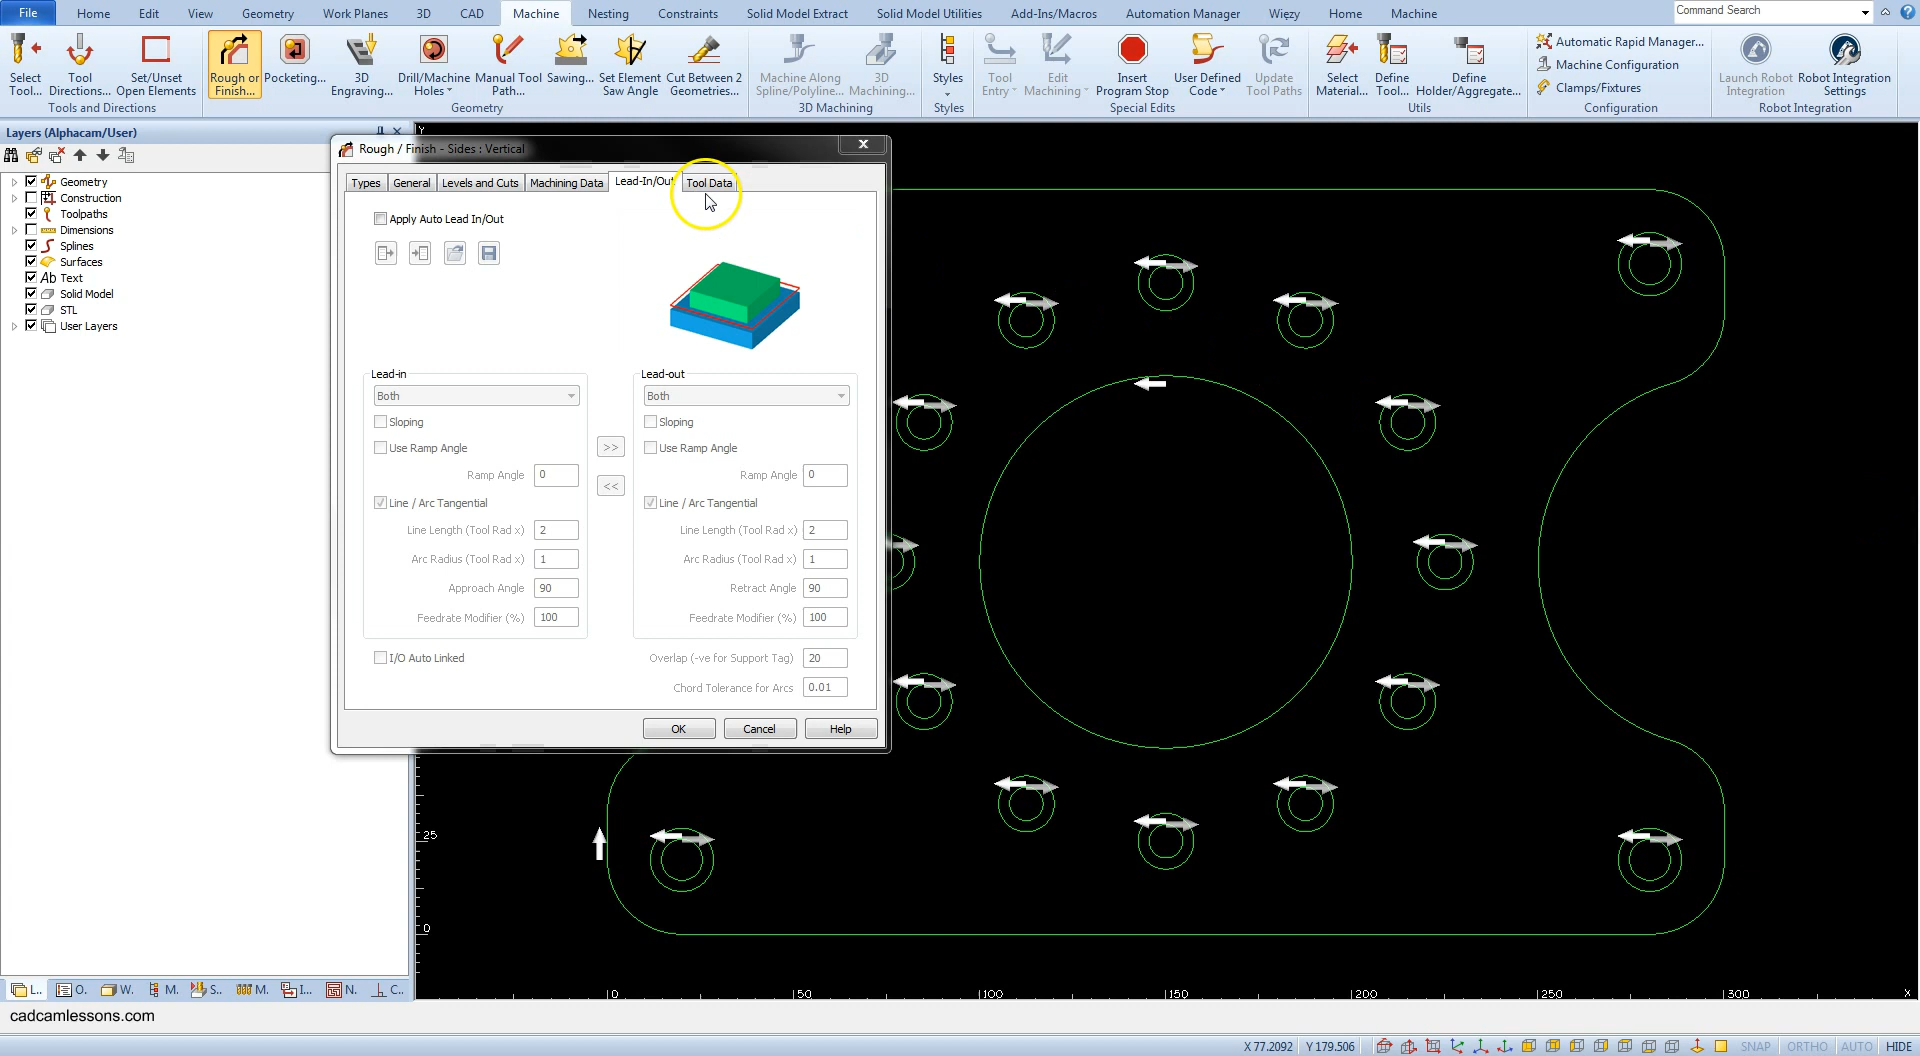 File Home Edit View Geometry Work Planes 3D CAD Machine Nesting Constraints Solid Model Extract Solid Model Utilities Add-Ins/Macros Automation Manager Więzy Home Machine Command Search
Select Tool... Tool Directions... Set/Unset Open Elements Rough or Finish... Pocketing... 3D Engraving... Drill/Machine Holes Manual Tool Path... Sawing... Set Element Saw Angle Cut Between 2 Geometries... Machine Along Spline/Polyline... 3D Machining... Styles Tool Entry Edit Machining Insert Program Stop User Defined Code Update Tool Paths Select Material... Define Tool... Define Holder/Aggregate... Automatic Rapid Manager... Machine Configuration Clamps/Fixtures Launch Robot Integration Robot Integration Settings
Tools and Directions Geometry 3D Machining Styles Special Edits Utils Configuration Robot Integration
Layers (Alphacam/User)
Geometry
Construction
Toolpaths
Dimensions
Splines
Surfaces
Ab Text
Solid Model
STL
User Layers
Y
Rough / Finish - Sides : Vertical
Types General Levels and Cuts Machining Data Lead-In/Out Tool Data
Apply Auto Lead In/Out
Lead-in Lead-out
Both Both
Sloping Sloping
Use Ramp Angle >> Use Ramp Angle
Ramp Angle 0 << Ramp Angle 0
Line / Arc Tangential Line / Arc Tangential
Line Length (Tool Rad x) 2 Line Length (Tool Rad x) 2
Arc Radius (Tool Rad x) 1 Arc Radius (Tool Rad x) 1
Approach Angle 90 Retract Angle 90
Feedrate Modifier (%) 100 Feedrate Modifier (%) 100
I/O Auto Linked Overlap (-ve for Support Tag) 20
Chord Tolerance for Arcs 0.01
OK Cancel Help
25
0
0 50 100 150 200 250 300 X
L.. O. W. M. S.. M. I... N. C..
cadcamlessons.com
X 77.2092 Y 179.506 SNAP ORTHO AUTO HIDE